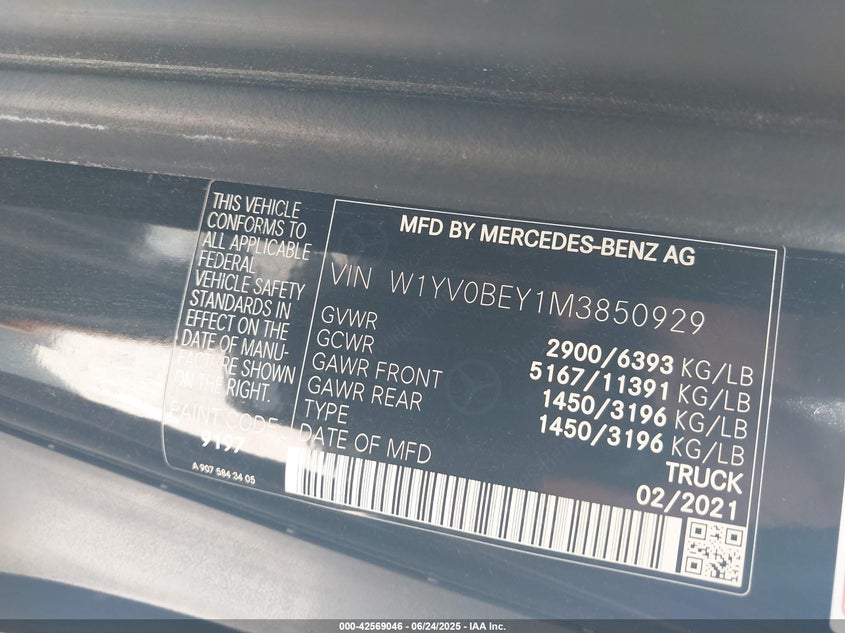 THIS VEHICLE
CONFORMS TO
ALL APPLICABLE
FEDERAL
VEHICLE SAFETY
STANDARDS IN
EFFECT ON THE
DATE OF MANU-
FACTURE SHOWN
ON THE RIGHT.
PAINT CODE
9197
A 907 584 34 05
MFD BY MERCEDES-BENZ AG
VIN W1YV0BEY1M3850929
GVWR 2900/6393 KG/LB
GCWR 5167/11391 KG/LB
GAWR FRONT 1450/3196 KG/LB
GAWR REAR 1450/3196 KG/LB
TYPE TRUCK
DATE OF MFD 02/2021
000-42569046 - 06/24/2025 - IAA Inc.